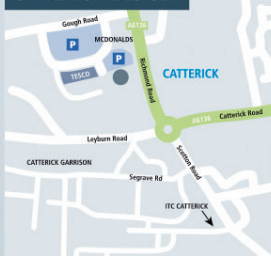 Gough Road
A6136
MCDONALDS
P
P
TESCO
CATTERICK
Richmond Road
A6136
Catterick Road
Leyburn Road
CATTERICK GARRISON
Scotton Road
Segrave Rd
ITC CATTERICK